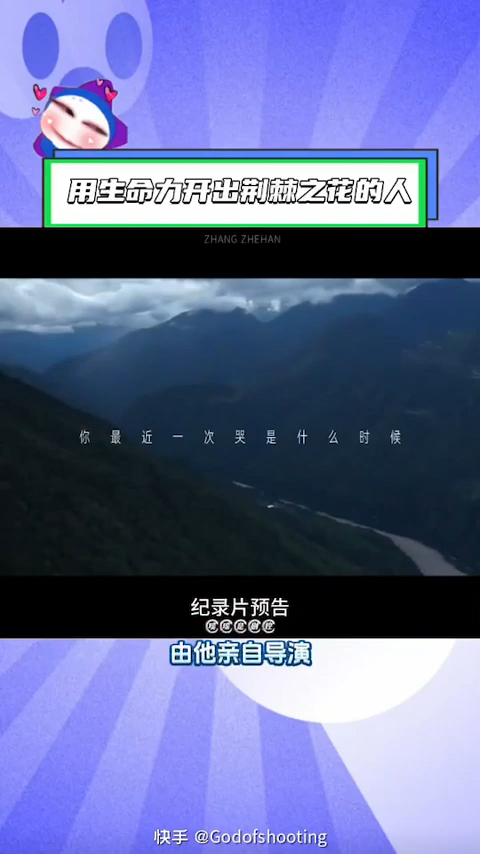 用生命力开出荆棘之花的人
ZHANG ZHEHAN
你最近一次哭是什么时候
纪录片预告
由他亲自导演
快手 @Godofshooting